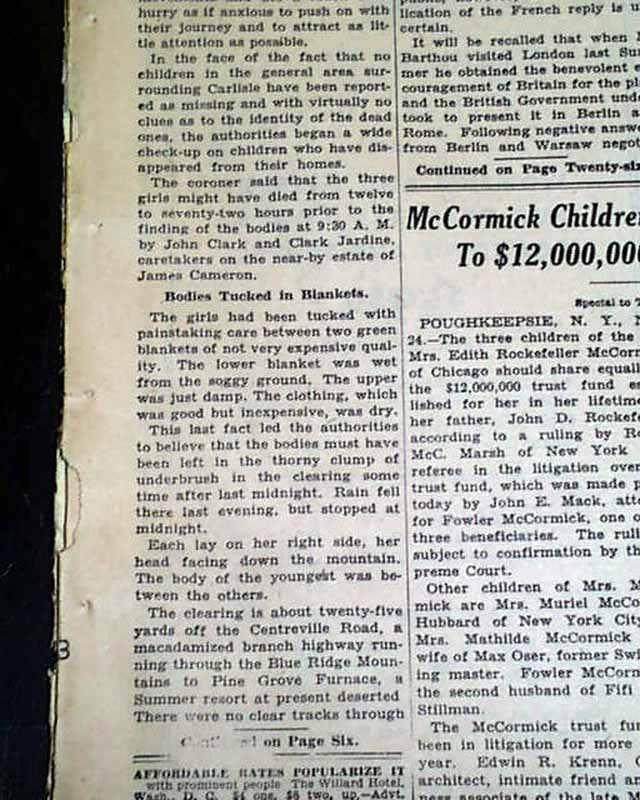 hurry as if anxious to push on with
their journey and to attract as lit-
tle attention as possible.
In the face of the fact that no
children in the general area sur-
rounding Carlisle have been report-
ed as missing and with virtually no
clues as to the identity of the dead
ones, the authorities began a wide
check-up on children who have dis-
appeared from their homes.
The coroner said that the three
girls might have died from twelve
to seventy-two hours prior to the
finding of the bodies at 9:30 A. M.
by John Clark and Clark Jardine,
caretakers on the near-by estate of
James Cameron.
Bodies Tucked in Blankets.
The girls had been tucked with
painstaking care between two green
blankets of not very expensive qual-
ity. The lower blanket was wet
from the soggy ground. The upper
was just damp. The clothing, which
was good but inexpensive, was dry.
This last fact led the authorities
to believe that the bodies must have
been left in the thorny clump of
underbrush in the clearing some
time after last midnight. Rain fell
there last evening, but stopped at
midnight.
Each lay on her right side, her
head facing down the mountain.
The body of the youngest was be-
tween the others.
The clearing is about twenty-five
yards off the Centreville Road, a
macadamized branch highway run-
ning through the Blue Ridge Moun-
tains to Pine Grove Furnace, a
Summer resort at present deserted
There were no clear tracks through
on Page Six.
AFFORDABLE RATES POPULARIZE IT
with prominent people The Willard Hotel,
Wash., D. C. $4 one, $6 two, up.—Advt.
lication of the French reply is u
certain.
It will be recalled that when
Barthou visited London last Su
mer he obtained the benevolent e
couragement of Britain for the pl
and the British Government unde
took to present it in Berlin a
Rome. Following negative answ
from Berlin and Warsaw negot
Continued on Page Twenty-si
McCormick Childre
To $12,000,00
Special to T
POUGHKEEPSIE, N. Y., N
24.—The three children of the
Mrs. Edith Rockefeller McCor
of Chicago should share equall
the $12,000,000 trust fund es
lished for her in her lifetim
her father, John D. Rockefe
according to a ruling by Ro
McC. Marsh of New York
referee in the litigation over
trust fund, which was made p
today by John E. Mack, atto
for Fowler McCormick, one o
three beneficiaries. The ruli
subject to confirmation by th
preme Court.
Other children of Mrs. M
mick are Mrs. Muriel McCo
Hubbard of New York City
Mrs. Mathilde McCormick
wife of Max Oser, former Swi
ing master. Fowler McCorm
the second husband of Fifi
Stillman.
The McCormick trust fun
been in litigation for more
year. Edwin R. Krenn, C
architect, intimate friend an
ness associate of the late M